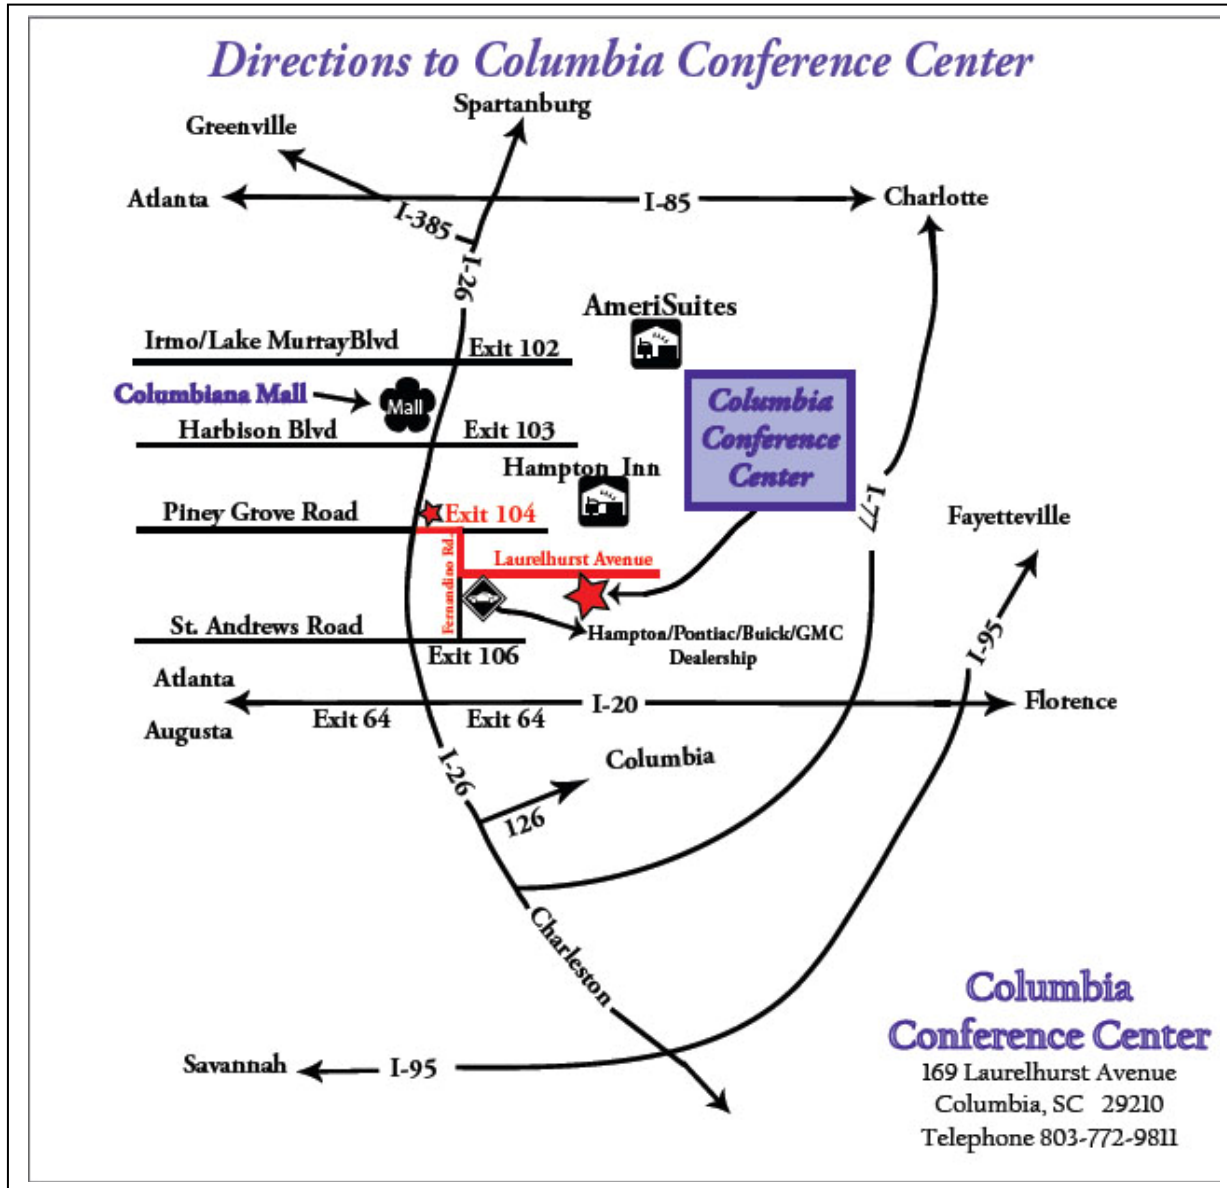 Directions to Columbia Conference Center
Spartanburg
Greenville
Atlanta
I-85
Charlotte
I-385
I-26
AmeriSuites
Irmo/Lake MurrayBlvd
Exit 102
Columbiana Mall
Mall
Columbia
Conference
Center
Harbison Blvd
Exit 103
Hampton Inn
I-77
Piney Grove Road
Exit 104
Fayetteville
Fernandino Rd.
Laurelhurst Avenue
St. Andrews Road
Exit 106
Hampton/Pontiac/Buick/GMC
Dealership
I-95
Atlanta
Augusta
Exit 64
Exit 64
I-20
Florence
I-26
Columbia
126
Charleston
Savannah
I-95
Columbia
Conference Center
169 Laurelhurst Avenue
Columbia, SC 29210
Telephone 803-772-9811